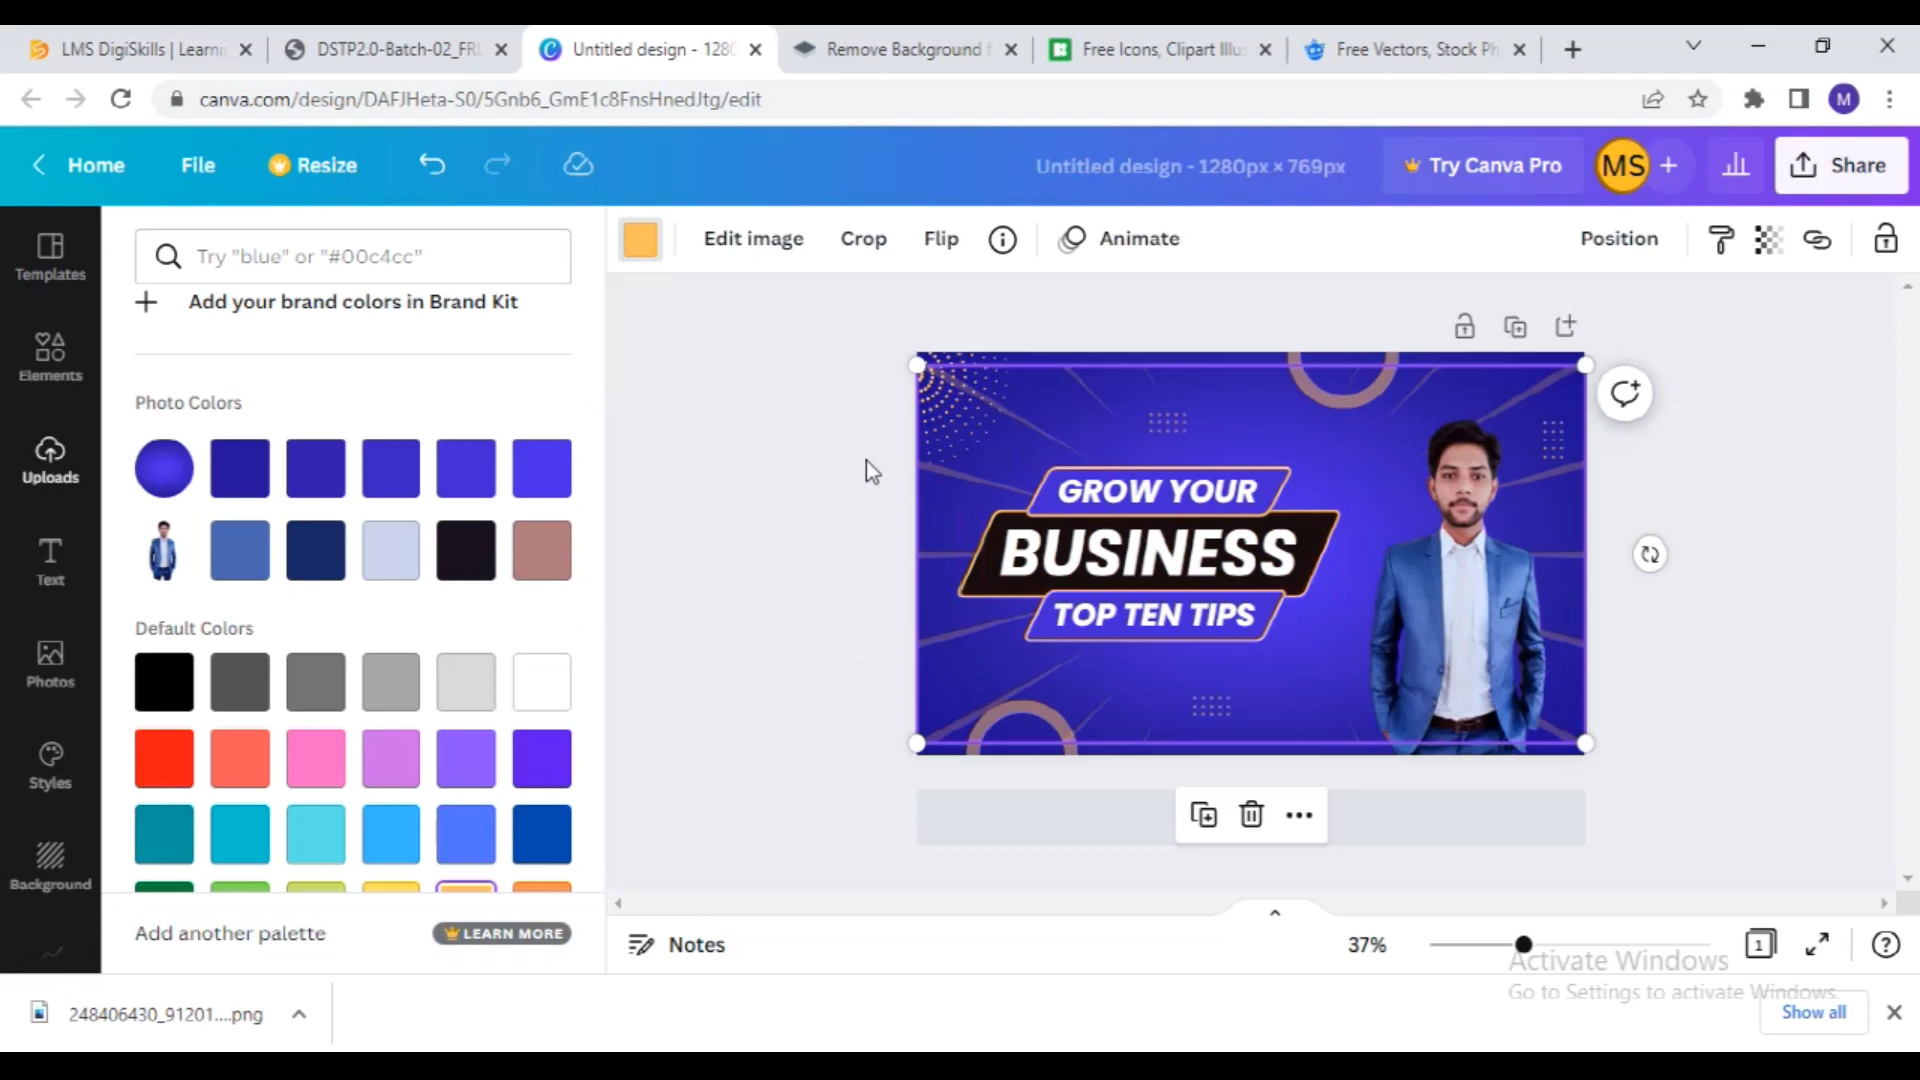 LMS DigiSkills | Learni
DSTP2.0-Batch-02_FRL
Untitled design - 1280
Remove Background f
Free Icons, Clipart Illus
Free Vectors, Stock Ph
canva.com/design/DAFJHeta-S0/5Gnb6_GmE1c8FnsHnedJtg/edit
M
Home
File
Resize
Untitled design - 1280px × 769px
Try Canva Pro
MS
Share
Templates
Elements
Uploads
Text
Photos
Styles
Background
Try "blue" or "#00c4cc"
Add your brand colors in Brand Kit
Photo Colors
Default Colors
Add another palette
LEARN MORE
Edit image
Crop
Flip
Animate
Position
GROW YOUR
BUSINESS
TOP TEN TIPS
Notes
37%
1
Activate Windows
Go to Settings to activate Windows.
248406430_91201....png
Show all